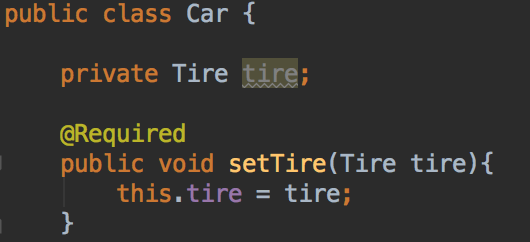 public class Car {
private Tire tire;
@Required
public void setTire(Tire tire){
this.tire = tire;
}